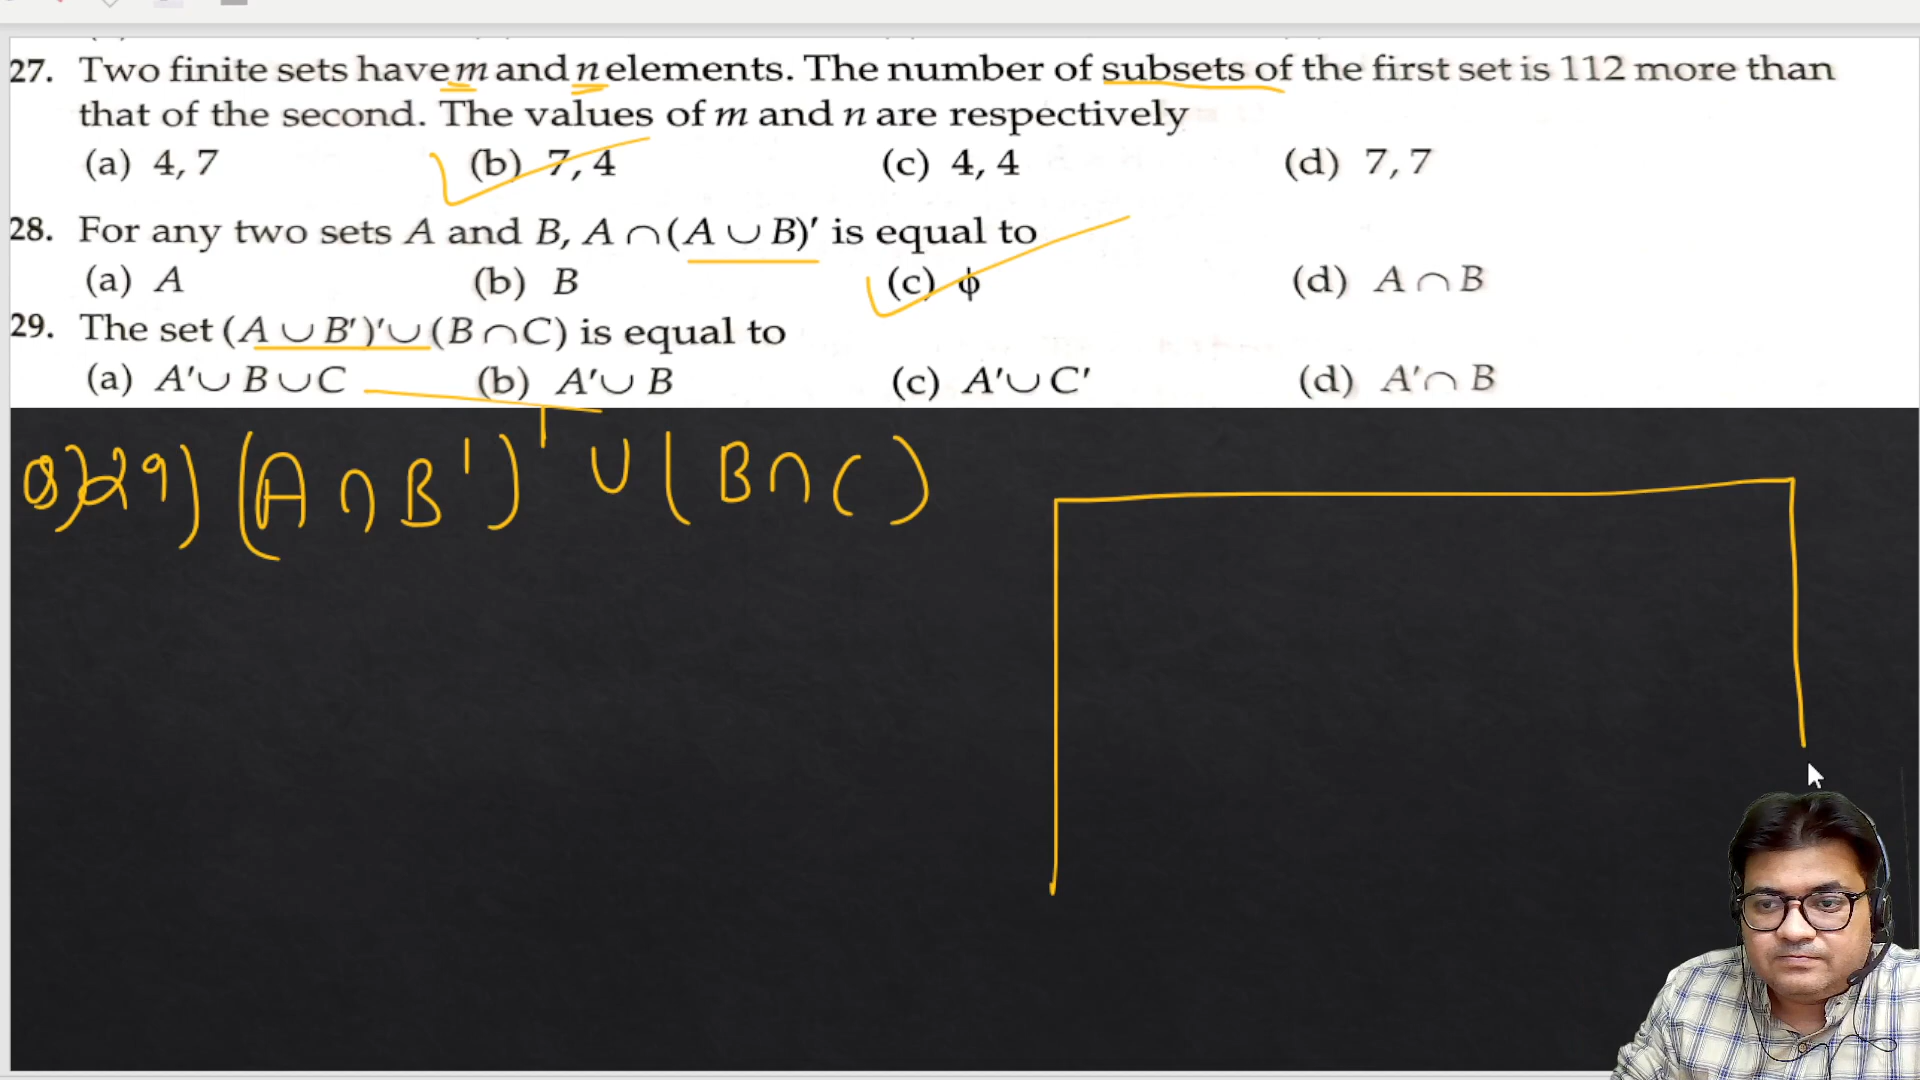 27. Two finite sets have m and n elements. The number of subsets of the first set is 112 more than
that of the second. The values of m and n are respectively
(a) 4, 7 (b) 7, 4 (c) 4, 4 (d) 7, 7
28. For any two sets A and B, A ∩ (A ∪ B)′ is equal to
(a) A (b) B (c) ϕ (d) A ∩ B
29. The set (A ∪ B′)′ ∪ (B ∩ C) is equal to
(a) A′ ∪ B ∪ C (b) A′ ∪ B (c) A′ ∪ C′ (d) A′ ∩ B
29) (A ∩ B')' ∪ (B ∩ C)